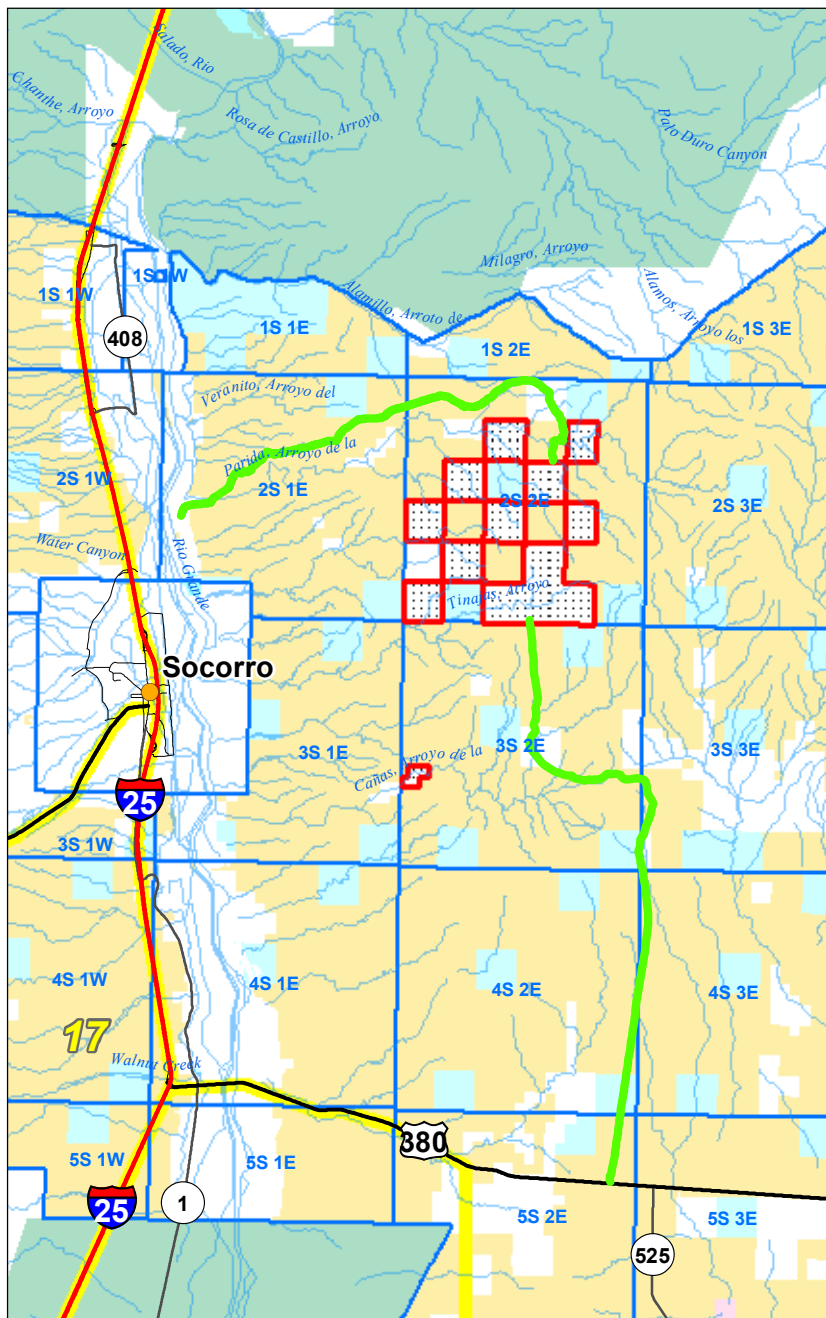 Salado, Rio
Chanthe, Arroyo
Rosa de Castillo, Arroyo
Palo Duro Canyon
Milagro, Arroyo
1S 1W
1S 1W
Alamillo, Arroto de
Alamos, Arroyo los
1S 1E
1S 3E
408
1S 2E
Veranito, Arroyo del
Parida, Arroyo de la
2S 1W
2S 1E
2S 2E
2S 3E
Water Canyon
Rio Grande
Tinajas, Arroyo
Socorro
3S 1E
3S 2E
3S 3E
Cañas, Arroyo de la
25
3S 1W
4S 1W
4S 1E
4S 2E
4S 3E
17
Walnut Creek
380
5S 1W
5S 1E
25
1
5S 2E
5S 3E
525